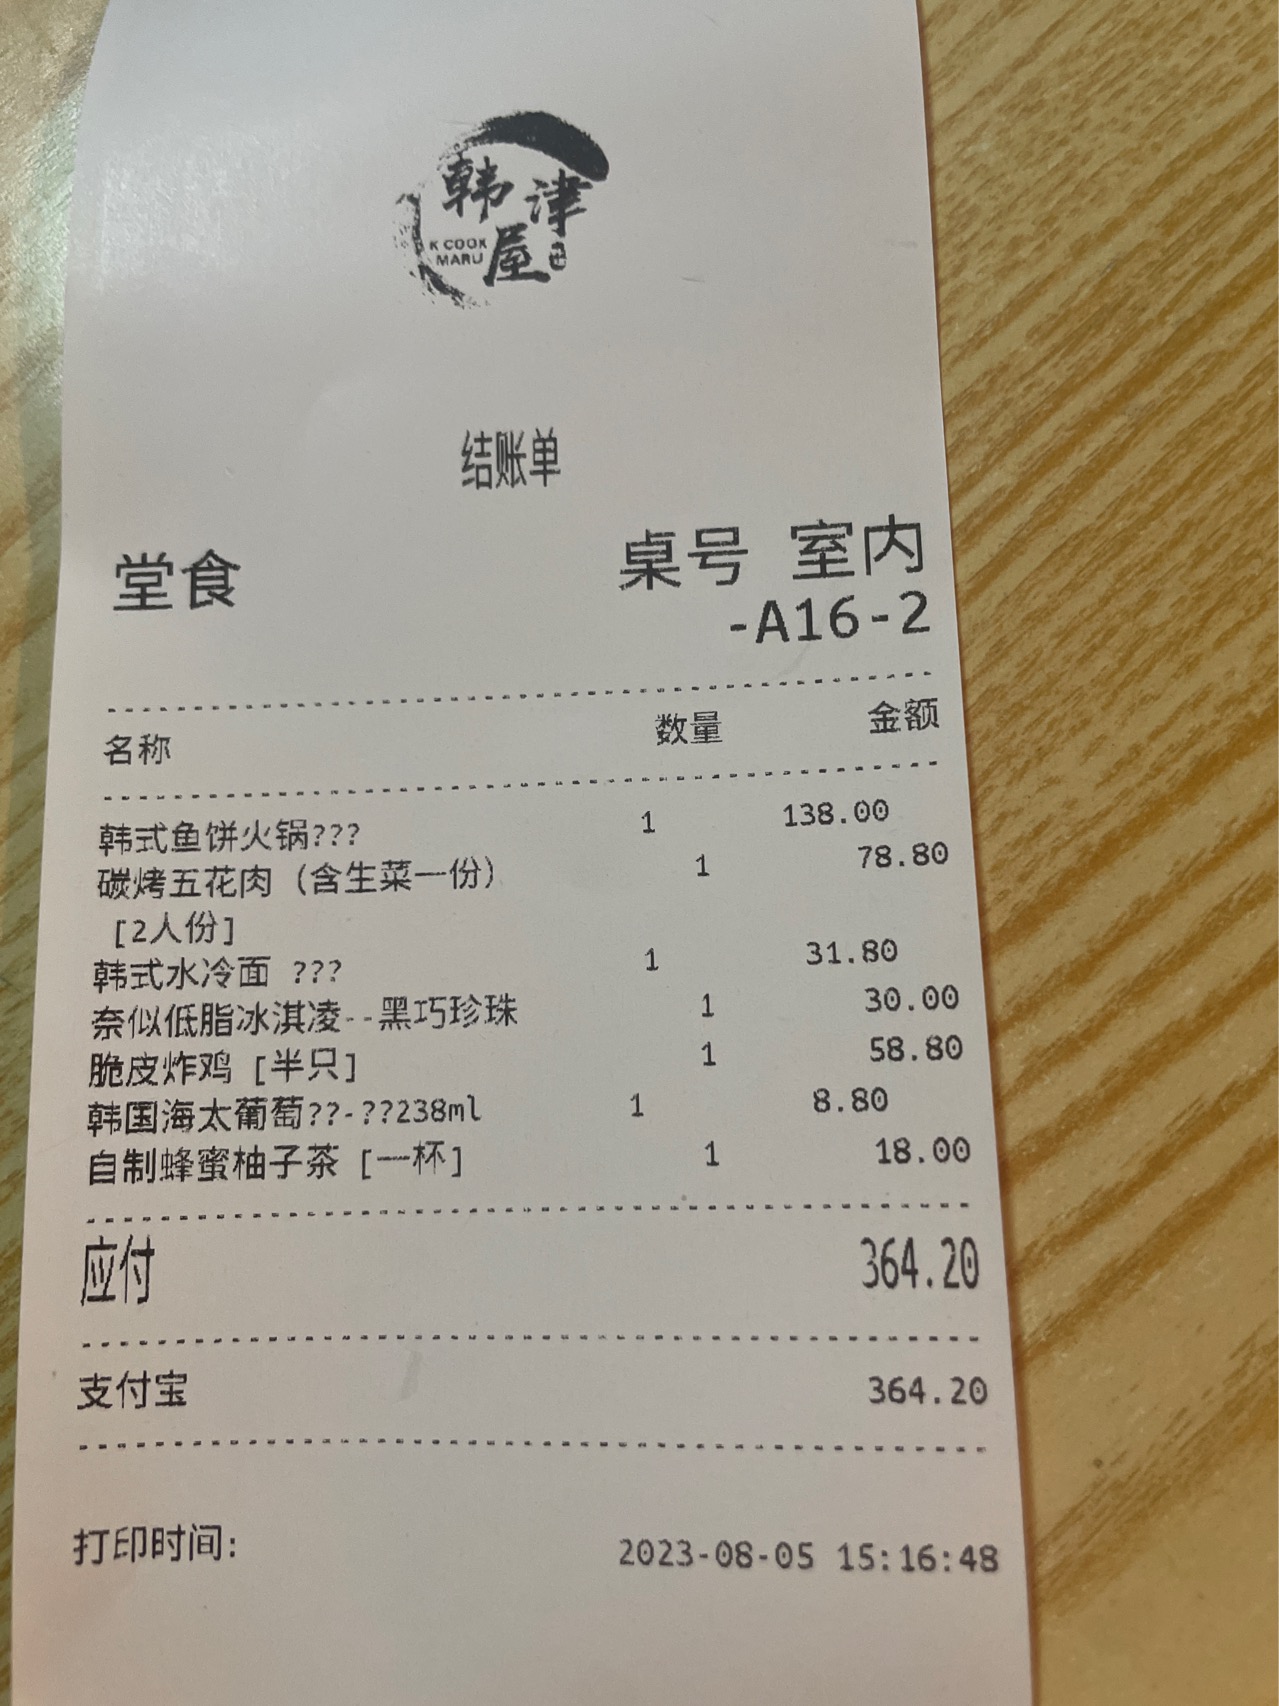 韩津屋
K COOK
MARU
结账单
堂食 桌号 室内
-A16-2
名称 数量 金额
韩式鱼饼火锅??? 1 138.00
碳烤五花肉（含生菜一份） 1 78.80
[2人份]
韩式水冷面 ??? 1 31.80
奈似低脂冰淇凌--黑巧珍珠 1 30.00
脆皮炸鸡 [半只] 1 58.80
韩国海太葡萄??-??238ml 1 8.80
自制蜂蜜柚子茶 [一杯] 1 18.00
应付 364.20
支付宝 364.20
打印时间: 2023-08-05 15:16:48